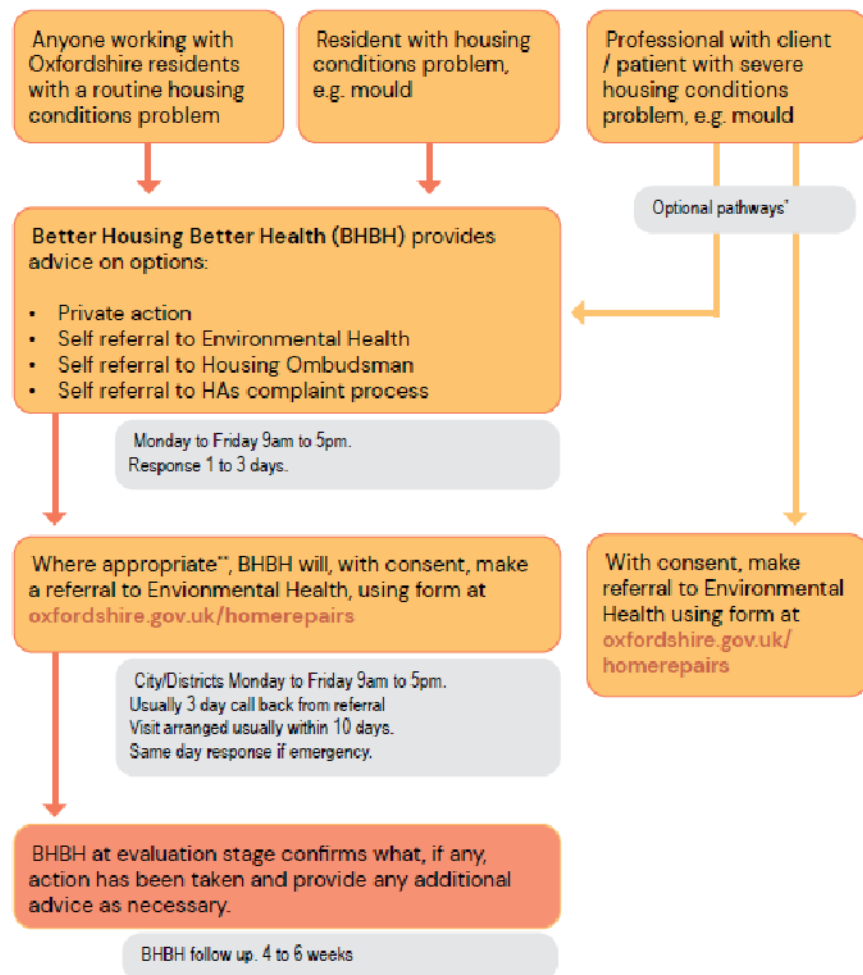 Anyone working with
Oxfordshire residents
with a routine housing
conditions problem
Resident with housing
conditions problem,
e.g. mould
Professional with client
/ patient with severe
housing conditions
problem, e.g. mould
Optional pathways*
Better Housing Better Health (BHBH) provides
advice on options:
• Private action
• Self referral to Environmental Health
• Self referral to Housing Ombudsman
• Self referral to HAs complaint process
Monday to Friday 9am to 5pm.
Response 1 to 3 days.
Where appropriate**, BHBH will, with consent, make
a referral to Envionmental Health, using form at
oxfordshire.gov.uk/homerepairs
With consent, make
referral to Environmental
Health using form at
oxfordshire.gov.uk/
homerepairs
City/Districts Monday to Friday 9am to 5pm.
Usually 3 day call back from referral
Visit arranged usually within 10 days.
Same day response if emergency.
BHBH at evaluation stage confirms what, if any,
action has been taken and provide any additional
advice as necessary.
BHBH follow up. 4 to 6 weeks